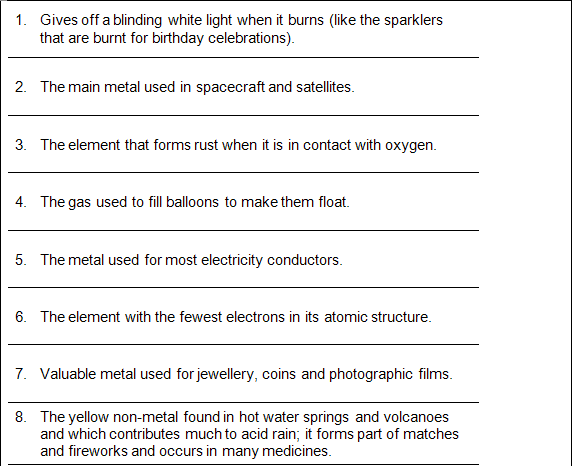 1. Gives off a blinding white light when it burns (like the sparklers
that are burnt for birthday celebrations).
2. The main metal used in spacecraft and satellites.
3. The element that forms rust when it is in contact with oxygen.
4. The gas used to fill balloons to make them float.
5. The metal used for most electricity conductors.
6. The element with the fewest electrons in its atomic structure.
7. Valuable metal used for jewellery, coins and photographic films.
8. The yellow non-metal found in hot water springs and volcanoes
and which contributes much to acid rain; it forms part of matches
and fireworks and occurs in many medicines.